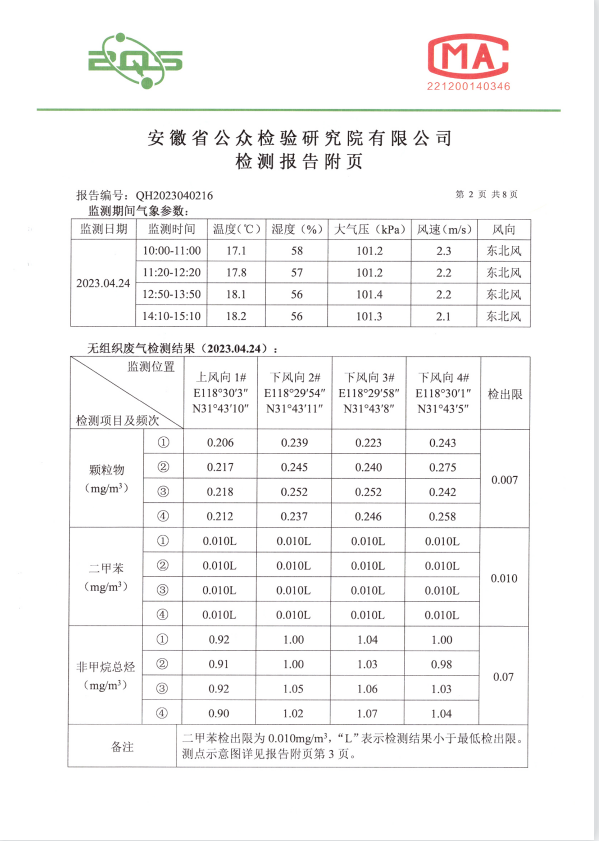 ZQS
CMA
221200140346
安徽省公众检验研究院有限公司
检测报告附页
报告编号：QH2023040216
第 2 页 共8页
监测期间气象参数：
监测日期 监测时间 温度(℃) 湿度（%） 大气压（kPa） 风速（m/s） 风向
2023.04.24
10:00-11:00 17.1 58 101.2 2.3 东北风
11:20-12:20 17.8 57 101.2 2.2 东北风
12:50-13:50 18.1 56 101.4 2.2 东北风
14:10-15:10 18.2 56 101.3 2.1 东北风
无组织废气检测结果（2023.04.24）：
监测位置
检测项目及频次
上风向 1# 下风向 2# 下风向 3# 下风向 4# 检出限
E118°30′3″ E118°29′54″ E118°29′58″ E118°30′1″
N31°43′10″ N31°43′11″ N31°43′8″ N31°43′5″
颗粒物
（mg/m³）
① 0.206 0.239 0.223 0.243
② 0.217 0.245 0.240 0.275
③ 0.218 0.252 0.252 0.242
④ 0.212 0.237 0.246 0.258
0.007
二甲苯
（mg/m³）
① 0.010L 0.010L 0.010L 0.010L
② 0.010L 0.010L 0.010L 0.010L
③ 0.010L 0.010L 0.010L 0.010L
④ 0.010L 0.010L 0.010L 0.010L
0.010
非甲烷总烃
（mg/m³）
① 0.92 1.00 1.04 1.00
② 0.91 1.00 1.03 0.98
③ 0.92 1.05 1.06 1.03
④ 0.90 1.02 1.07 1.04
0.07
备注
二甲苯检出限为 0.010mg/m³，“L”表示检测结果小于最低检出限。
测点示意图详见报告附页第 3 页。